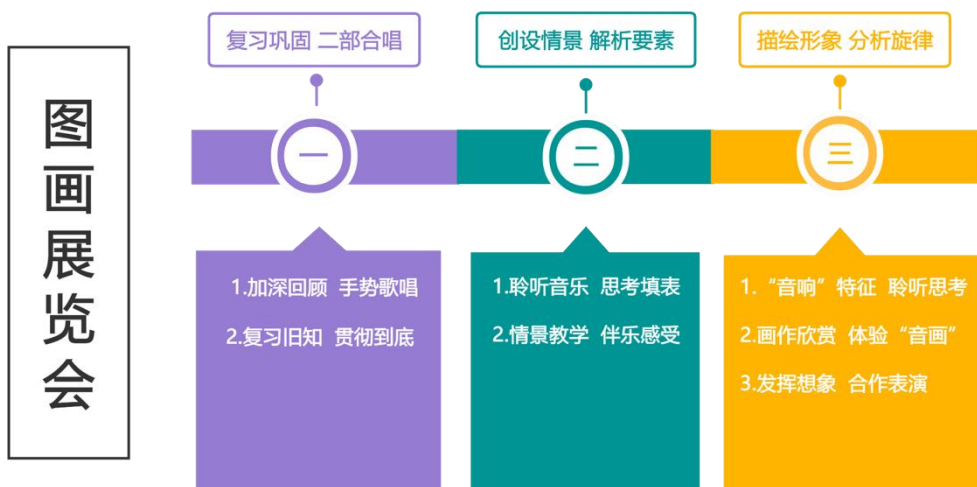 图画展览会
复习巩固 二部合唱
创设情景 解析要素
描绘形象 分析旋律
一
二
三
1.加深回顾 手势歌唱
2.复习旧知 贯彻到底
1.聆听音乐 思考填表
2.情景教学 伴乐感受
1.“音响”特征 聆听思考
2.画作欣赏 体验“音画”
3.发挥想象 合作表演